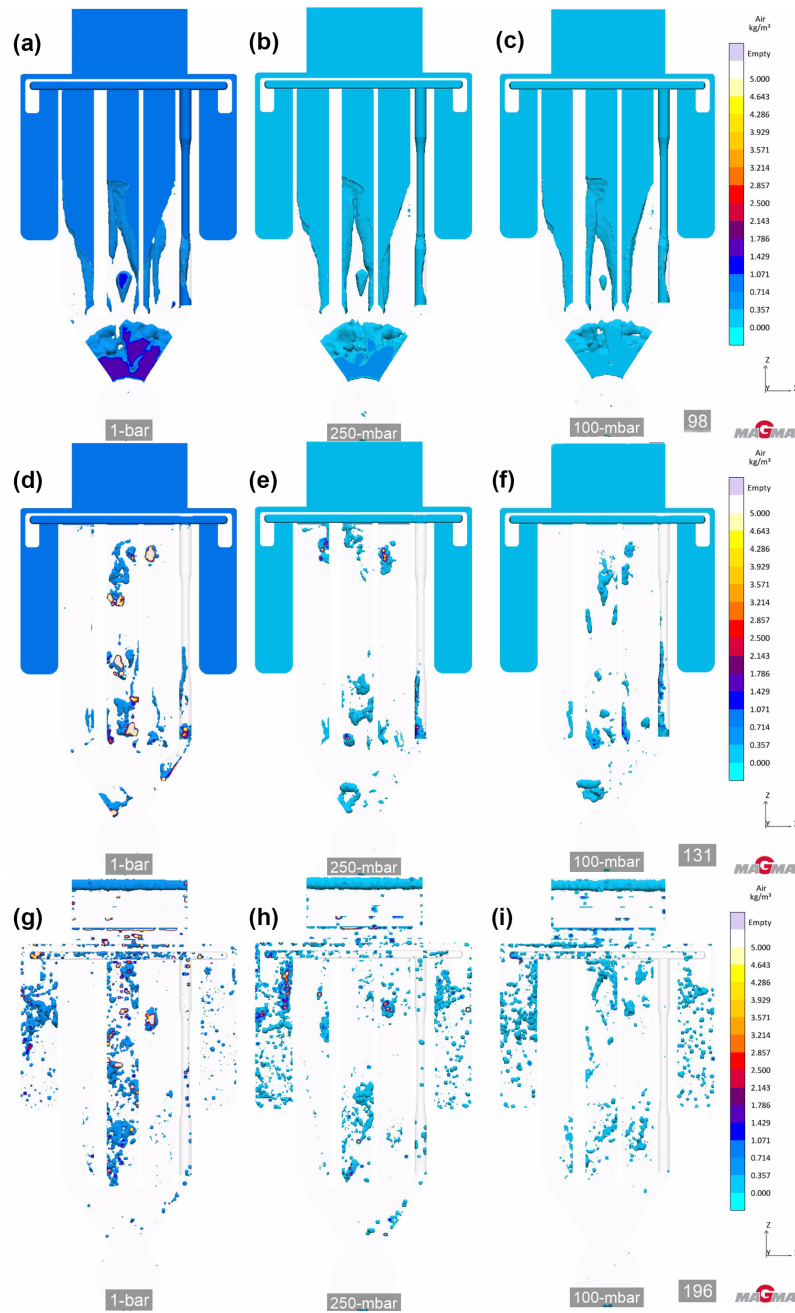 (a)
(b)
(c)
Air
kg/m³
Empty
5.000
4.643
4.286
3.929
3.571
3.214
2.857
2.500
2.143
1.786
1.429
1.071
0.714
0.357
0.000
Z
Y
X
1-bar
250-mbar
100-mbar
98
MAGMA
(d)
(e)
(f)
Air
kg/m³
Empty
5.000
4.643
4.286
3.929
3.571
3.214
2.857
2.500
2.143
1.786
1.429
1.071
0.714
0.357
0.000
Z
Y
X
1-bar
250-mbar
100-mbar
131
MAGMA
(g)
(h)
(i)
Air
kg/m³
Empty
5.000
4.643
4.286
3.929
3.571
3.214
2.857
2.500
2.143
1.786
1.429
1.071
0.714
0.357
0.000
Z
Y
X
1-bar
250-mbar
100-mbar
196
MAGMA